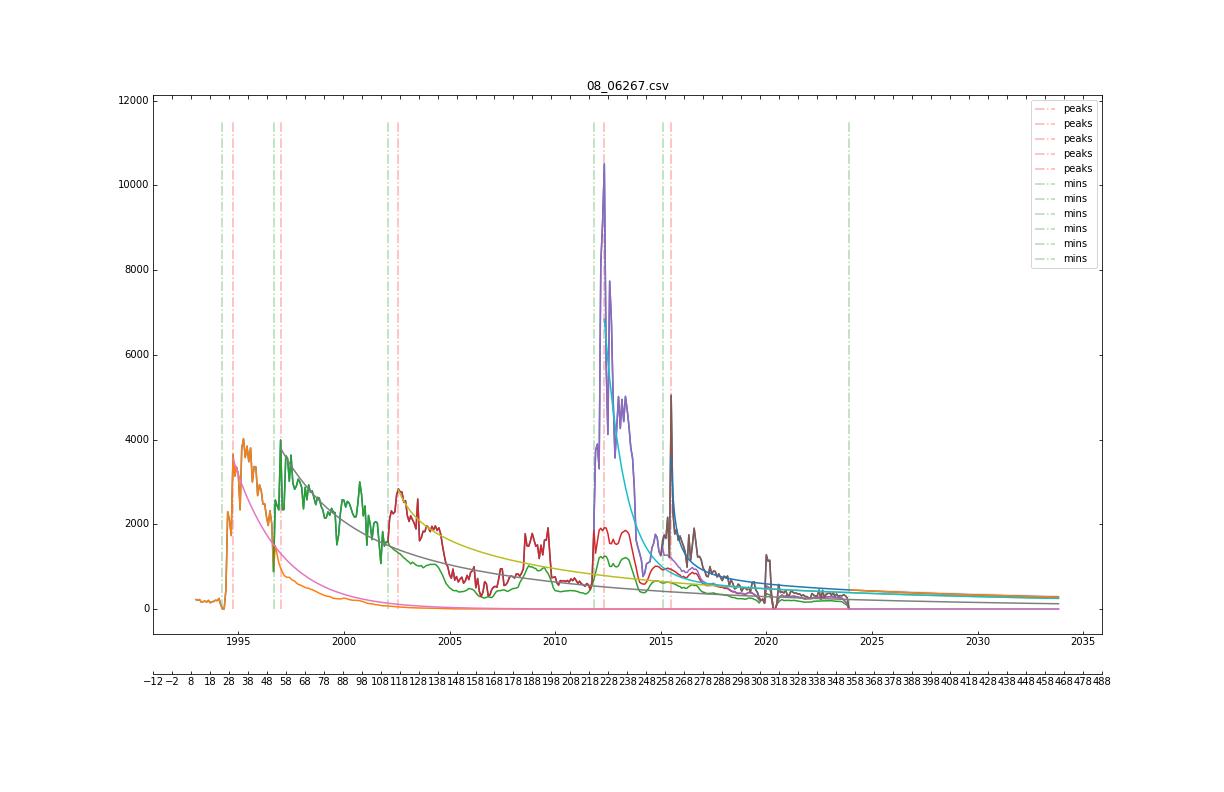 08_06267.csv
12000
10000
8000
6000
4000
2000
0
peaks
peaks
peaks
peaks
peaks
mins
mins
mins
mins
mins
mins
1995 2000 2005 2010 2015 2020 2025 2030 2035
−12 −2 8 18 28 38 48 58 68 78 88 98 108 118 128 138 148 158 168 178 188 198 208 218 228 238 248 258 268 278 288 298 308 318 328 338 348 358 368 378 388 398 408 418 428 438 448 458 468 478 488